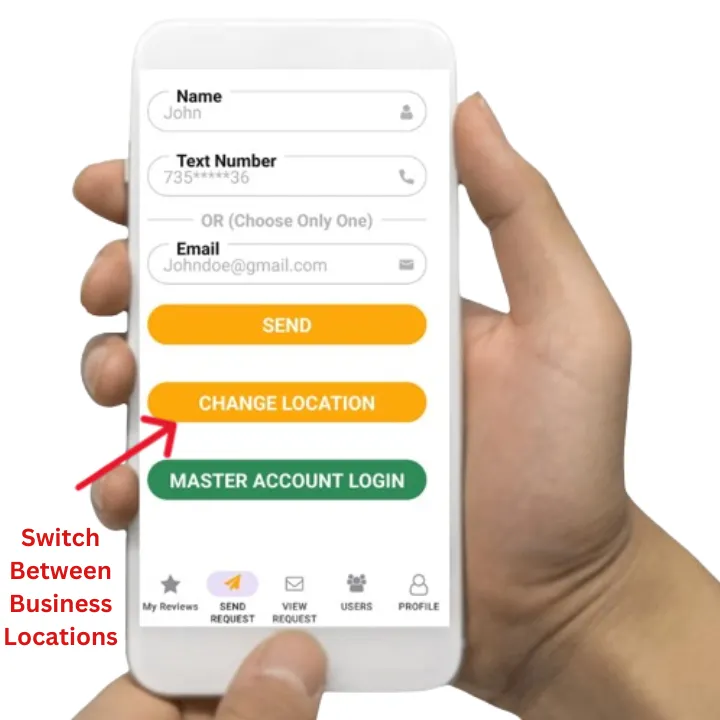 Name
John
Text Number
735*****36
OR (Choose Only One)
Email
Johndoe@gmail.com
SEND
CHANGE LOCATION
MASTER ACCOUNT LOGIN
Switch
Between
Business
Locations
My Reviews
SEND
REQUEST
VIEW
REQUEST
USERS
PROFILE